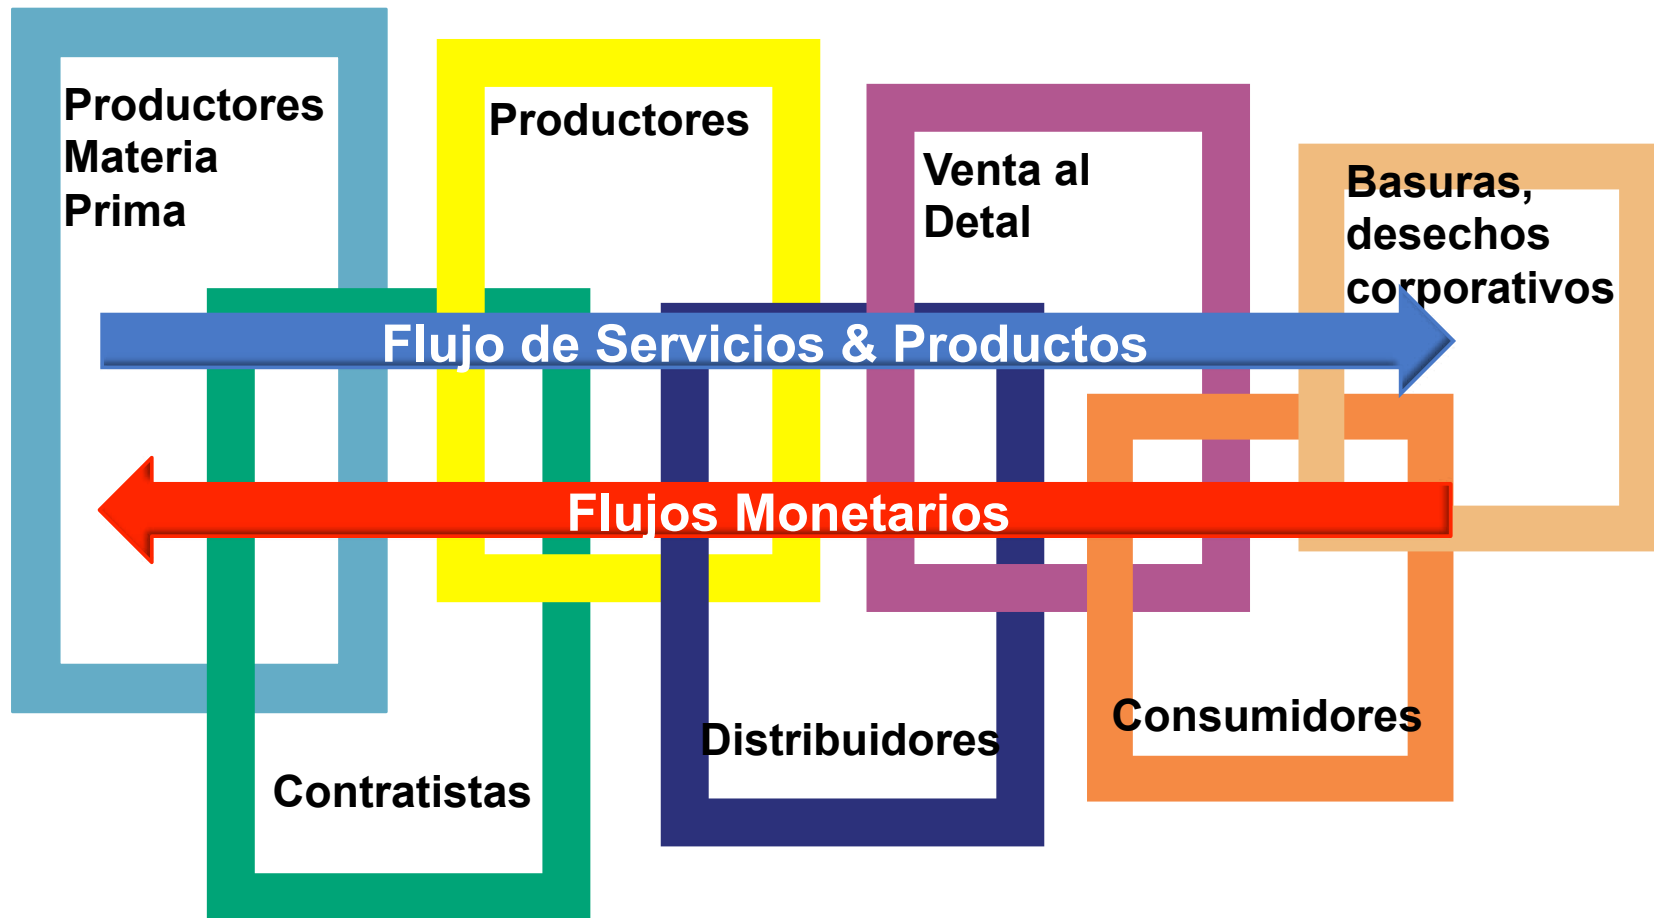 Productores
Materia
Prima
Productores
Venta al
Detal
Basuras,
desechos
corporativos
Flujo de Servicios & Productos
Flujos Monetarios
Contratistas
Distribuidores
Consumidores